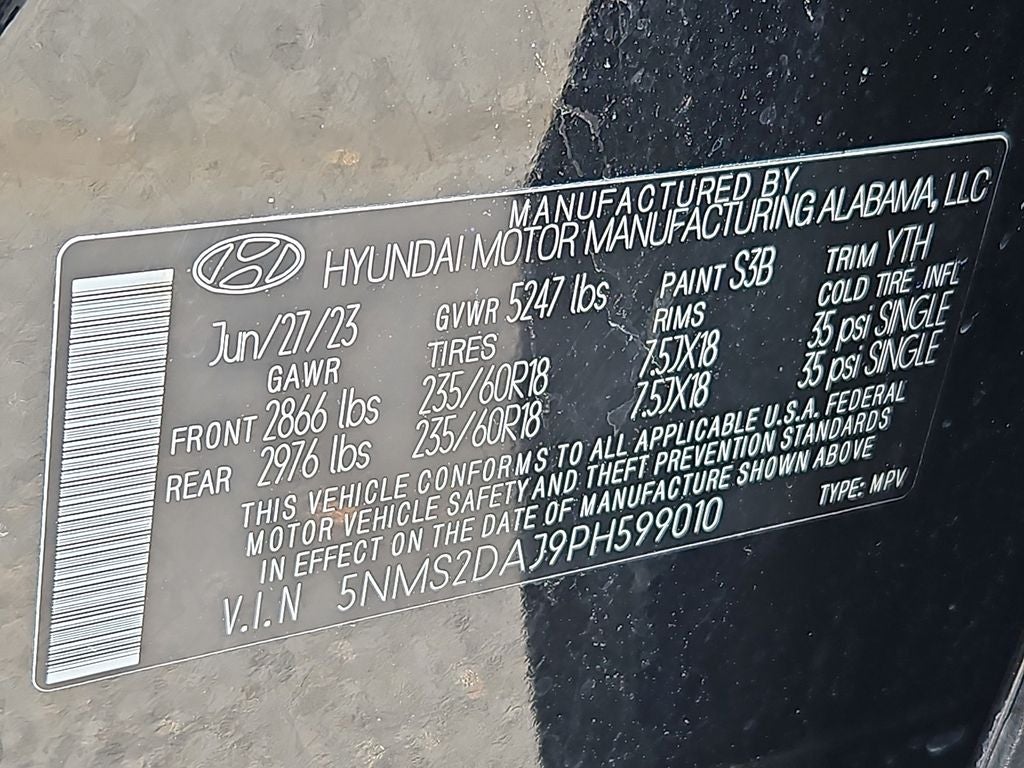 MANUFACTURED BY
HYUNDAI MOTOR MANUFACTURING ALABAMA, LLC
Jun/27/23 GVWR 5247 lbs PAINT S3B TRIM YTH
GAWR TIRES RIMS COLD TIRE INFL
FRONT 2866 lbs 235/60R18 7.5JX18 35 psi SINGLE
REAR 2976 lbs 235/60R18 7.5JX18 35 psi SINGLE
THIS VEHICLE CONFORMS TO ALL APPLICABLE U.S.A. FEDERAL
MOTOR VEHICLE SAFETY AND THEFT PREVENTION STANDARDS
IN EFFECT ON THE DATE OF MANUFACTURE SHOWN ABOVE
V.I.N 5NMS2DAJ9PH599010 TYPE: MPV